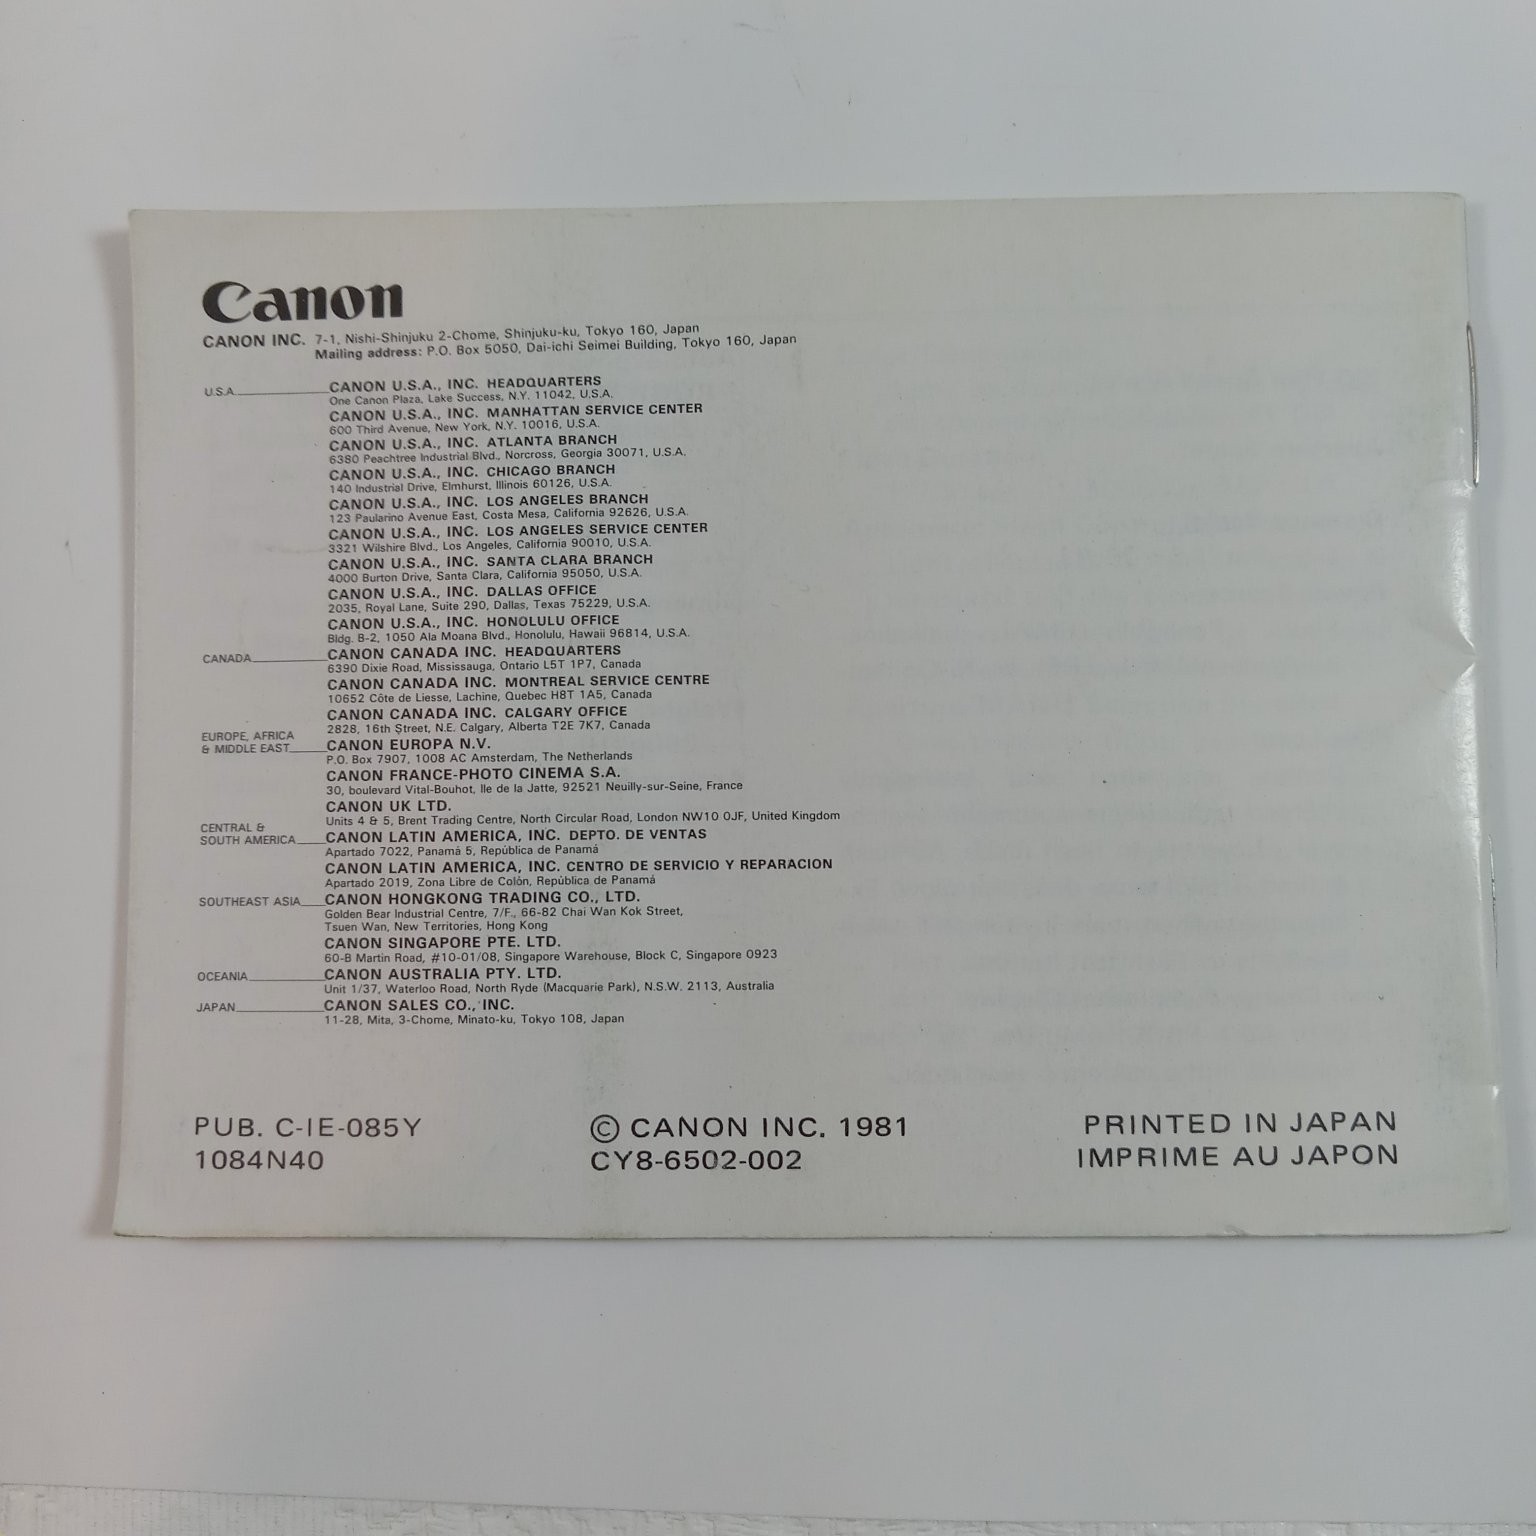 Canon
CANON INC. 7-1, Nishi-Shinjuku 2-Chome, Shinjuku-ku, Tokyo 160, Japan
Mailing address: P.O. Box 5050, Dai-ichi Seimei Building, Tokyo 160, Japan
U.S.A. CANON U.S.A., INC. HEADQUARTERS
One Canon Plaza, Lake Success, N.Y. 11042, U.S.A.
CANON U.S.A., INC. MANHATTAN SERVICE CENTER
600 Third Avenue, New York, N.Y. 10016, U.S.A.
CANON U.S.A., INC. ATLANTA BRANCH
6380 Peachtree Industrial Blvd., Norcross, Georgia 30071, U.S.A.
CANON U.S.A., INC. CHICAGO BRANCH
140 Industrial Drive, Elmhurst, Illinois 60126, U.S.A.
CANON U.S.A., INC. LOS ANGELES BRANCH
123 Paularino Avenue East, Costa Mesa, California 92626, U.S.A.
CANON U.S.A., INC. LOS ANGELES SERVICE CENTER
3321 Wilshire Blvd., Los Angeles, California 90010, U.S.A.
CANON U.S.A., INC. SANTA CLARA BRANCH
4000 Burton Drive, Santa Clara, California 95050, U.S.A.
CANON U.S.A., INC. DALLAS OFFICE
2035, Royal Lane, Suite 290, Dallas, Texas 75229, U.S.A.
CANON U.S.A., INC. HONOLULU OFFICE
Bldg. B-2, 1050 Ala Moana Blvd., Honolulu, Hawaii 96814, U.S.A.
CANADA CANON CANADA INC. HEADQUARTERS
6390 Dixie Road, Mississauga, Ontario L5T 1P7, Canada
CANON CANADA INC. MONTREAL SERVICE CENTRE
10652 Côte de Liesse, Lachine, Quebec H8T 1A5, Canada
CANON CANADA INC. CALGARY OFFICE
2828, 16th Street, N.E. Calgary, Alberta T2E 7K7, Canada
EUROPE, AFRICA
& MIDDLE EAST CANON EUROPA N.V.
P.O. Box 7907, 1008 AC Amsterdam, The Netherlands
CANON FRANCE-PHOTO CINEMA S.A.
30, boulevard Vital-Bouhot, Ile de la Jatte, 92521 Neuilly-sur-Seine, France
CANON UK LTD.
Units 4 & 5, Brent Trading Centre, North Circular Road, London NW10 0JF, United Kingdom
CENTRAL &
SOUTH AMERICA CANON LATIN AMERICA, INC. DEPTO. DE VENTAS
Apartado 7022, Panamá 5, República de Panamá
CANON LATIN AMERICA, INC. CENTRO DE SERVICIO Y REPARACION
Apartado 2019, Zona Libre de Colón, República de Panamá
SOUTHEAST ASIA CANON HONGKONG TRADING CO., LTD.
Golden Bear Industrial Centre, 7/F., 66-82 Chai Wan Kok Street,
Tsuen Wan, New Territories, Hong Kong
CANON SINGAPORE PTE. LTD.
60-B Martin Road, #10-01/08, Singapore Warehouse, Block C, Singapore 0923
OCEANIA CANON AUSTRALIA PTY. LTD.
Unit 1/37, Waterloo Road, North Ryde (Macquarie Park), N.S.W. 2113, Australia
JAPAN CANON SALES CO., INC.
11-28, Mita, 3-Chome, Minato-ku, Tokyo 108, Japan
PUB. C-IE-085Y © CANON INC. 1981 PRINTED IN JAPAN
1084N40 CY8-6502-002 IMPRIME AU JAPON